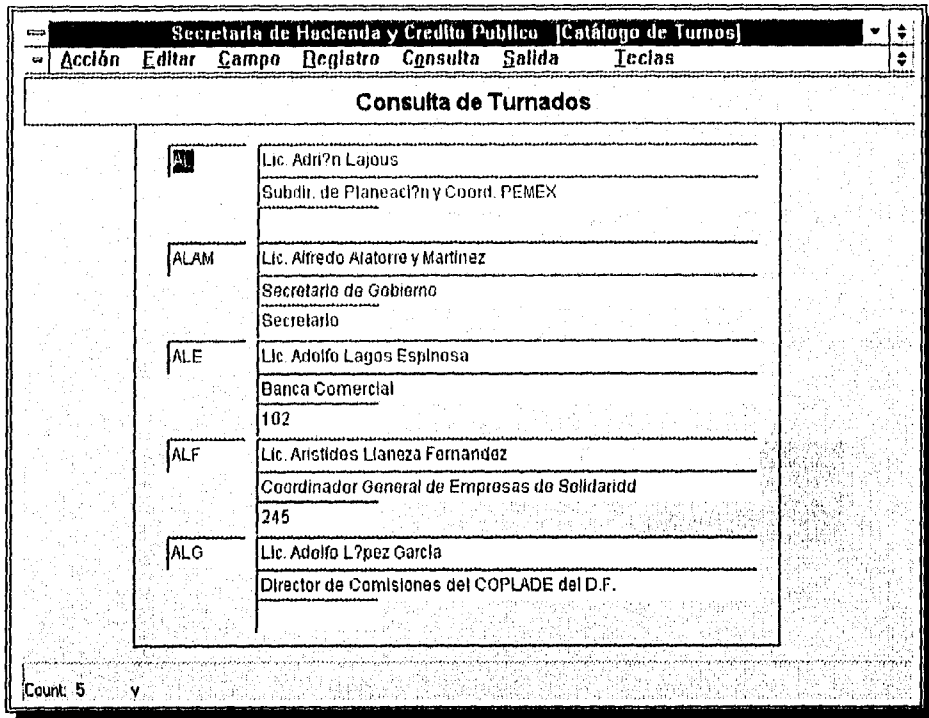 Secretaria de Hacienda y Credito Publico [Catálogo de Turnos]
Acción Editar Campo Registro Consulta Salida Teclas
Consulta de Turnados
AL Lic. Adri?n Lajous
Subdir. de Planeaci?n y Coord. PEMEX
ALAM Lic. Alfredo Alatorre y Martinez
Secretario de Gobierno
Secretario
ALE Lic. Adolfo Lagos Espinosa
Banca Comercial
102
ALF Lic. Aristides Llaneza Fernandez
Coordinador General de Empresas de Solidaridd
245
ALG Lic. Adolfo L?pez Garcia
Director de Comisiones del COPLADE del D.F.
Count: 5 v